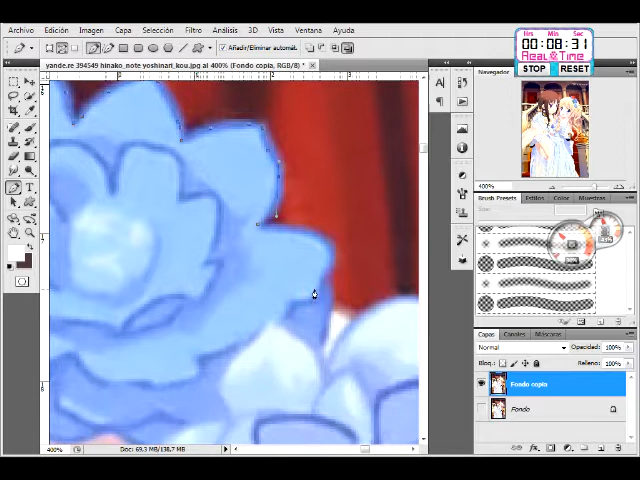 Archivo Edición Imagen Capa Selección Filtro Análisis 3D Vista Ventana Ayuda
Hrs Min Sec
00:08:31
Real Time
STOP RESET
Añadir/Eliminar automát.
yande.re 394549 hinako_note yoshinari_kou.jpg al 400% (Fondo copia, RGB/8) *
Navegador
400%
Brush Presets Estilos Color Muestras
Size:
Capas Canales Máscaras
Normal Opacidad: 100%
Bloq.: Relleno: 100%
Fondo copia
Fondo
400% Doc: 69,3 MB/138,7 MB